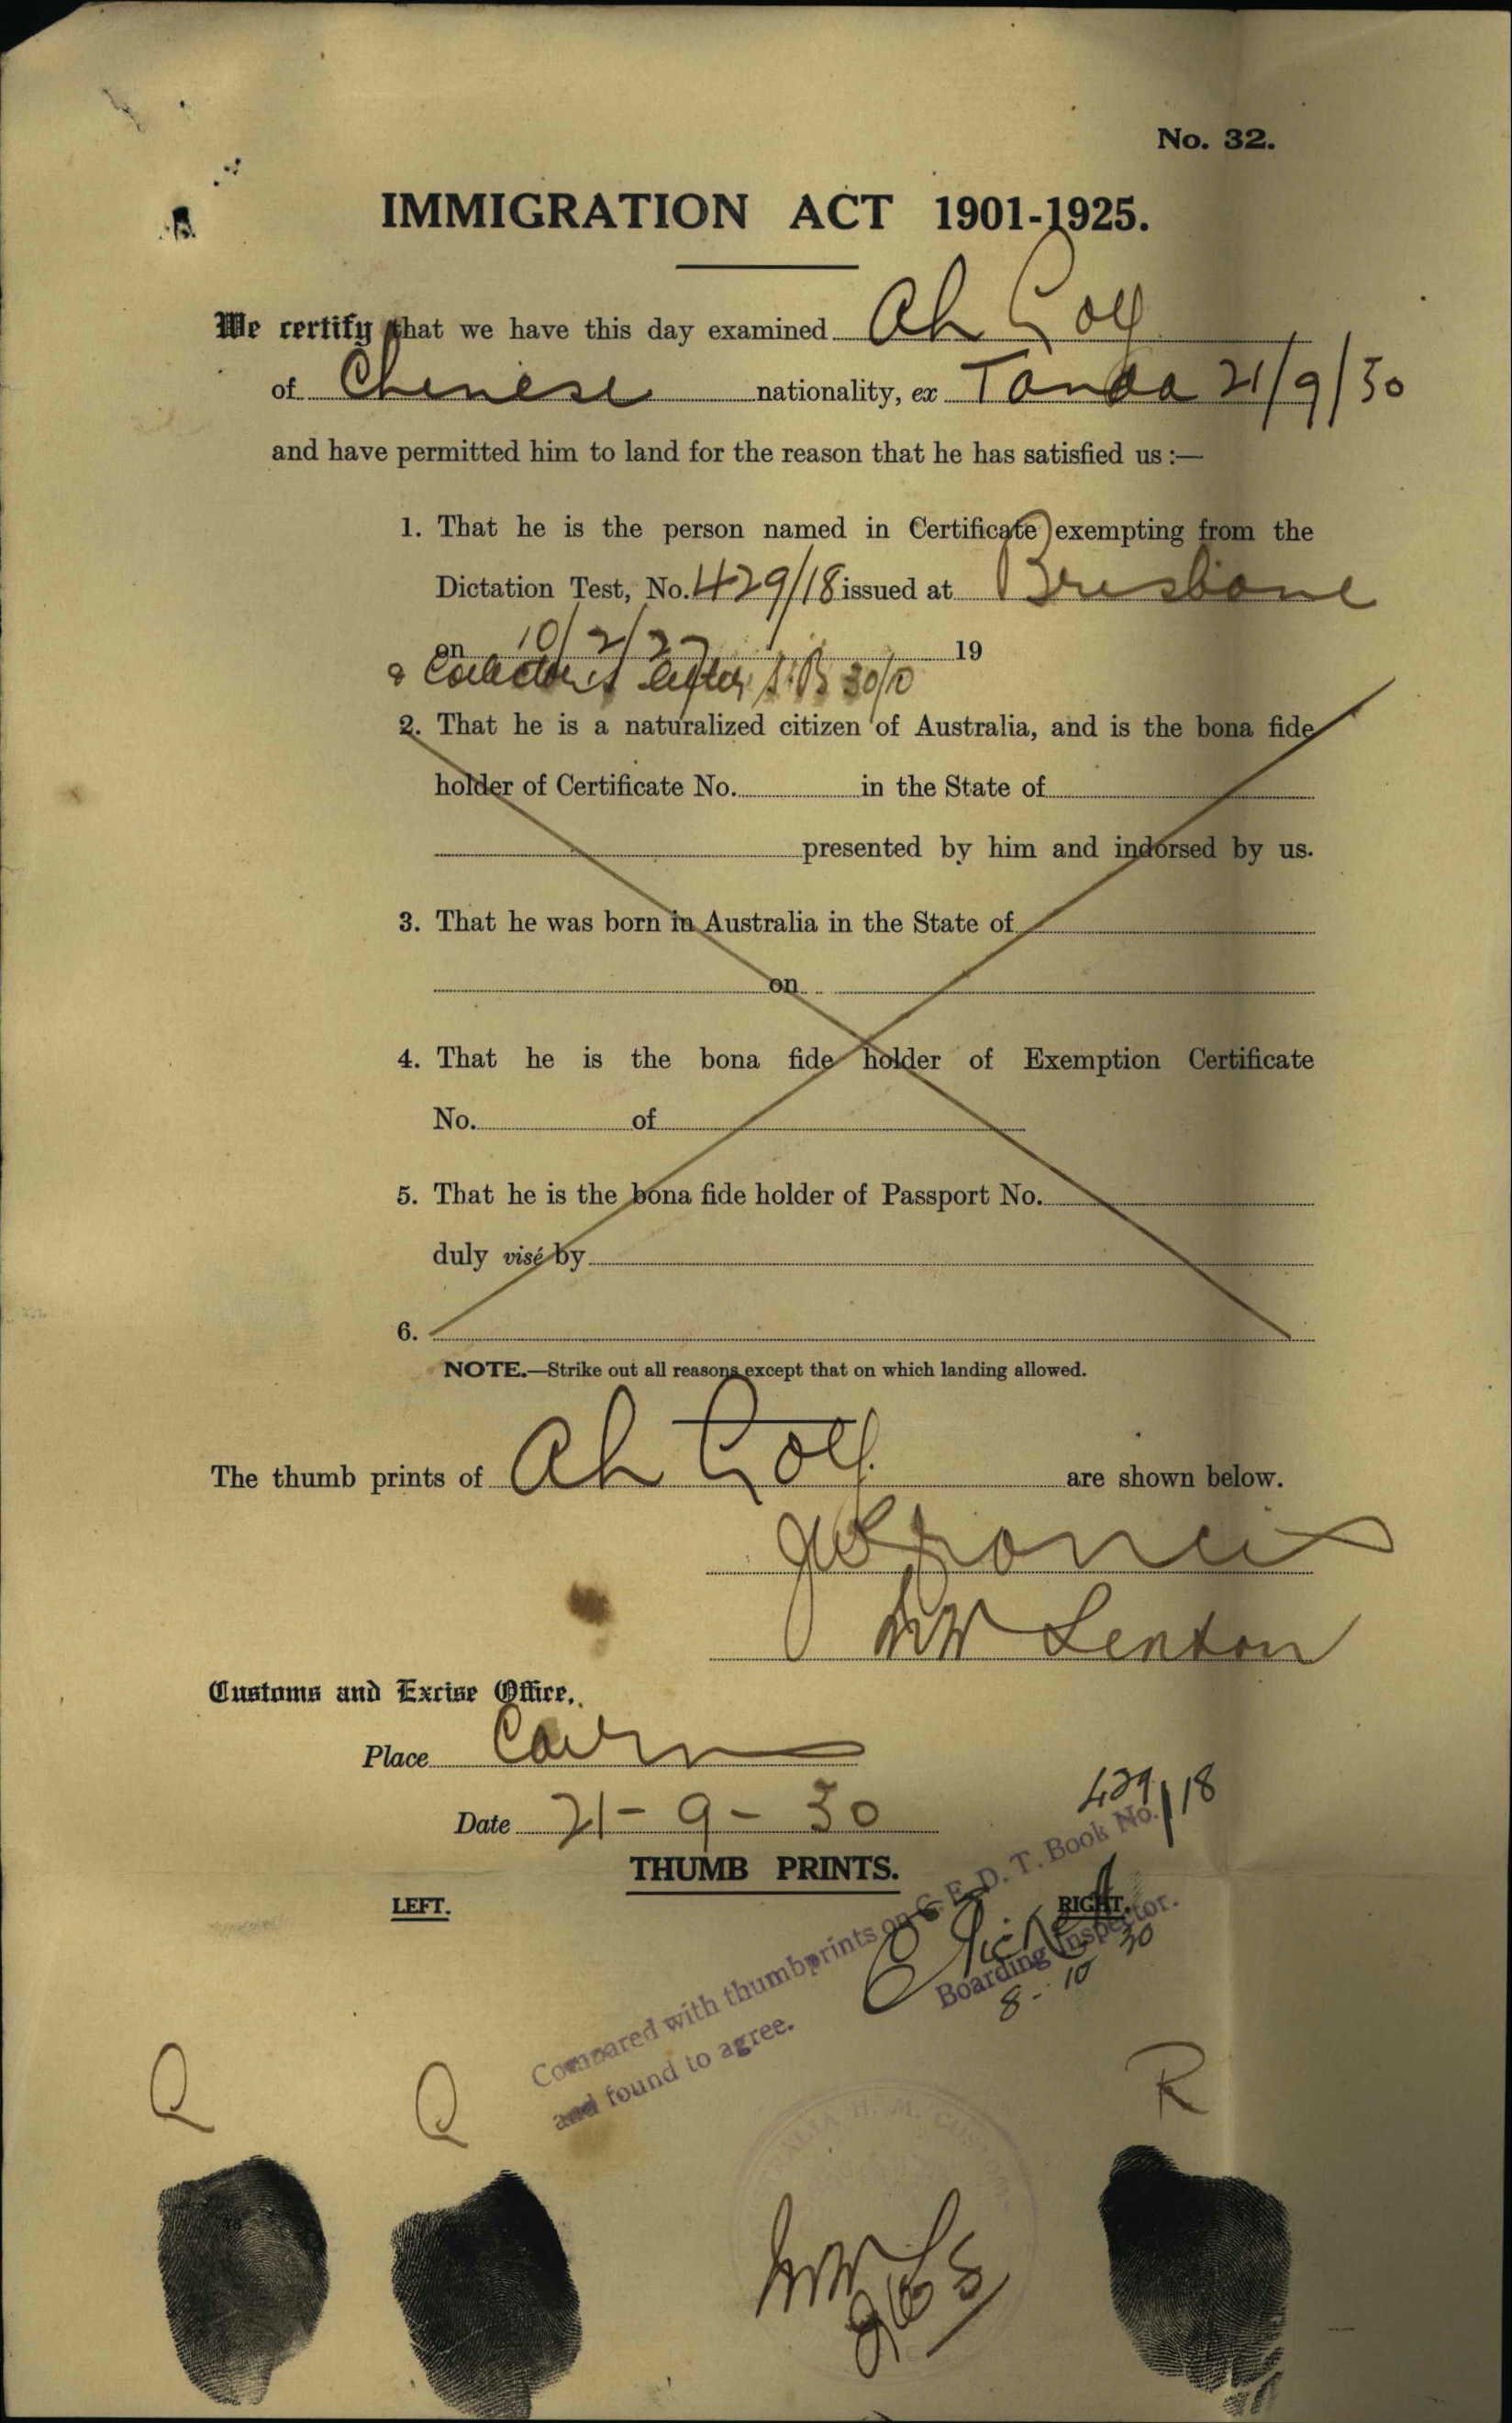 No. 32.
IMMIGRATION ACT 1901-1925.
We certify that we have this day examined Ah Goey
of Chinese nationality, ex Tanda 21/9/30
and have permitted him to land for the reason that he has satisfied us :—
1. That he is the person named in Certificate exempting from the
Dictation Test, No. 429/18 issued at Brisbane
on 10/2/27 19
& Collector's
2. That he is a naturalized citizen of Australia, and is the bona fide
holder of Certificate No. in the State of
presented by him and indorsed by us.
3. That he was born in Australia in the State of
on
4. That he is the bona fide holder of Exemption Certificate
No. of
5. That he is the bona fide holder of Passport No.
duly visé by
6.
NOTE.—Strike out all reasons except that on which landing allowed.
The thumb prints of Ah Goey are shown below.
Lenton
Customs and Excise Office,
Place Cairns
Date 21-9-30
429/18
THUMB PRINTS.
LEFT. RIGHT.
Compared with thumbprints on C. E. D. T. Book No.
and found to agree.
Boarding Inspector.
8-10 30
R